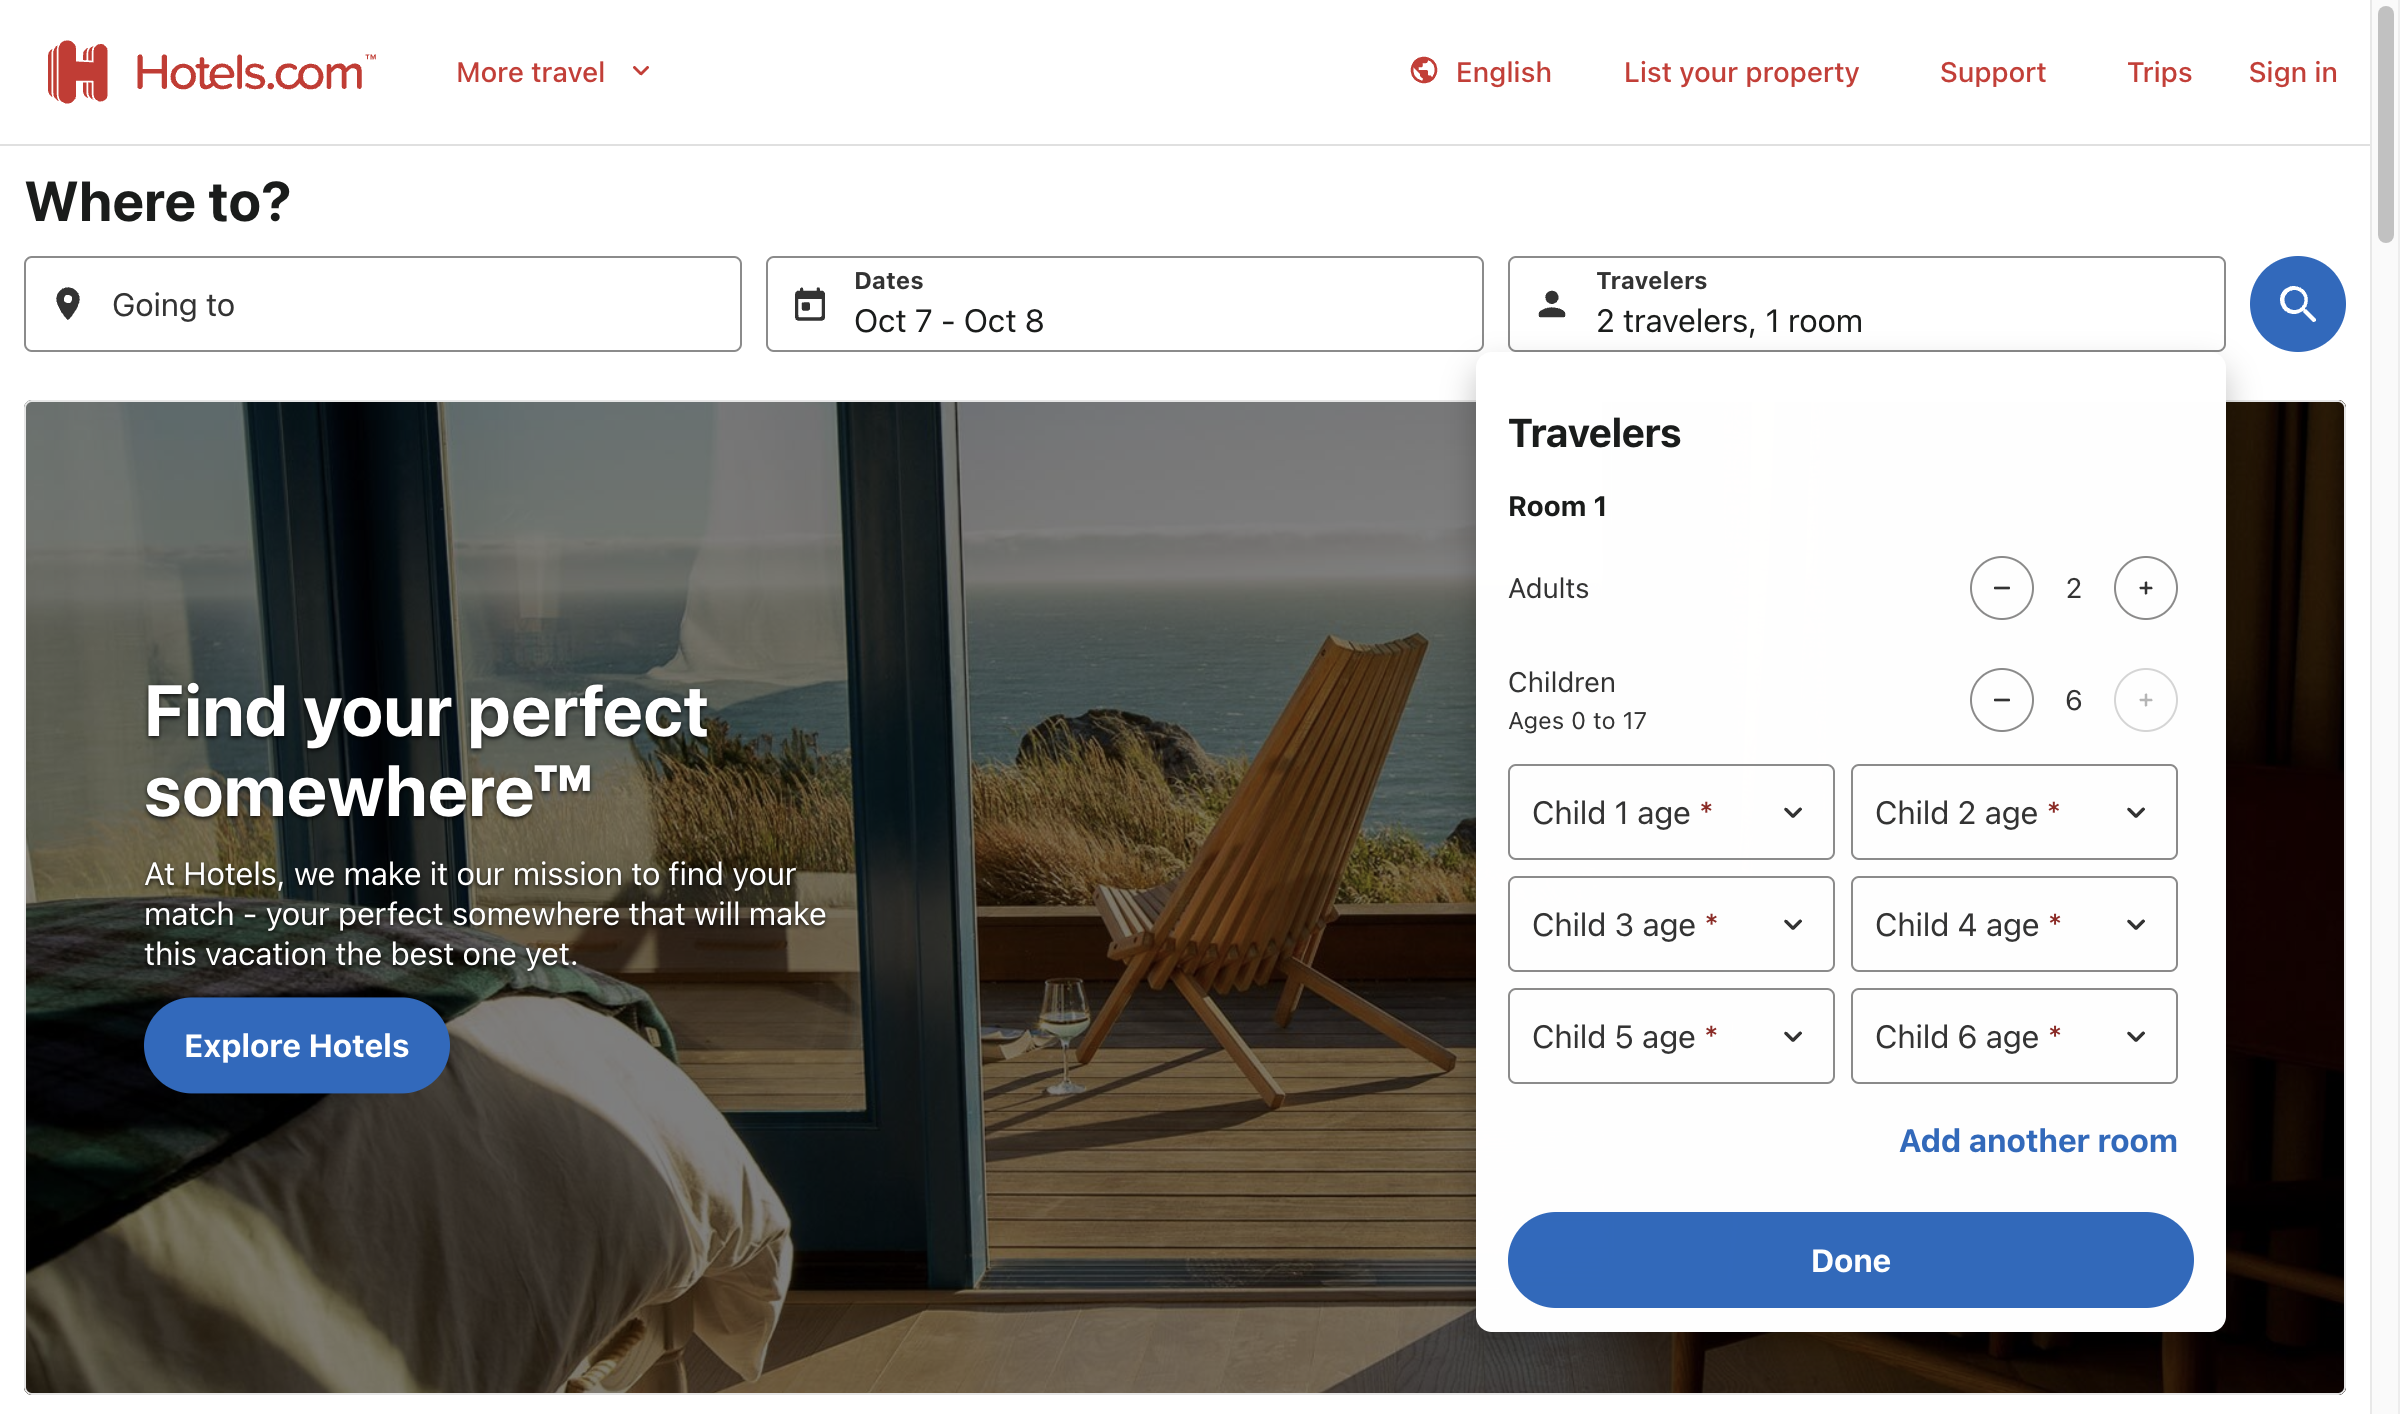 Hotels.com™
More travel
English
List your property
Support
Trips
Sign in
Where to?
Going to
Dates
Oct 7 - Oct 8
Travelers
2 travelers, 1 room
Find your perfect
somewhere™
At Hotels, we make it our mission to find your
match - your perfect somewhere that will make
this vacation the best one yet.
Explore Hotels
Travelers
Room 1
Adults
2
Children
Ages 0 to 17
6
Child 1 age *
Child 2 age *
Child 3 age *
Child 4 age *
Child 5 age *
Child 6 age *
Add another room
Done